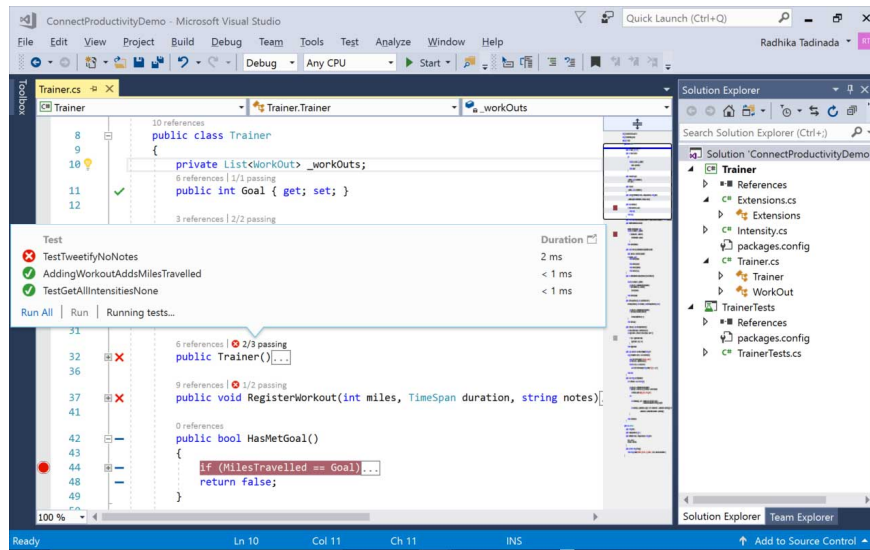 ConnectProductivityDemo - Microsoft Visual Studio
Quick Launch (Ctrl+Q)
File Edit View Project Build Debug Team Tools Test Analyze Window Help
Radhika Tadinada
RT
Debug Any CPU Start
Toolbox
Trainer.cs
C# Trainer
Trainer.Trainer
_workOuts
10 references
8 public class Trainer
9 {
10 private List<WorkOut> _workOuts;
6 references | 1/1 passing
11 public int Goal { get; set; }
12
3 references | 2/2 passing
Test Duration
TestTweetifyNoNotes 2 ms
AddingWorkoutAddsMilesTravelled < 1 ms
TestGetAllIntensitiesNone < 1 ms
Run All | Run | Running tests...
31
6 references | 2/3 passing
32 public Trainer()...
36
9 references | 1/2 passing
37 public void RegisterWorkout(int miles, TimeSpan duration, string notes)
41
0 references
42 public bool HasMetGoal()
43 {
44 if (MilesTravelled == Goal)...
48 return false;
49 }
100 %
Solution Explorer
Search Solution Explorer (Ctrl+;)
Solution 'ConnectProductivityDemo
C# Trainer
References
C# Extensions.cs
Extensions
C# Intensity.cs
packages.config
C# Trainer.cs
Trainer
WorkOut
TrainerTests
References
packages.config
C# TrainerTests.cs
Solution Explorer Team Explorer
Ready Ln 10 Col 11 Ch 11 INS Add to Source Control